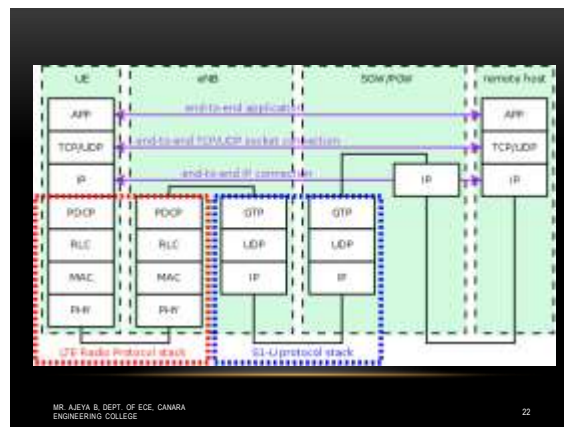 UE eNB SGW/PGW remote host
APP end-to-end application APP
TCP/UDP end-to-end TCP/UDP socket connection TCP/UDP
IP end-to-end IP connection IP IP
PDCP PDCP GTP GTP
RLC RLC UDP UDP
MAC MAC IP IP
PHY PHY
LTE Radio Protocol stack S1-U protocol stack
MR. AJEYA B, DEPT. OF ECE, CANARA
ENGINEERING COLLEGE
22